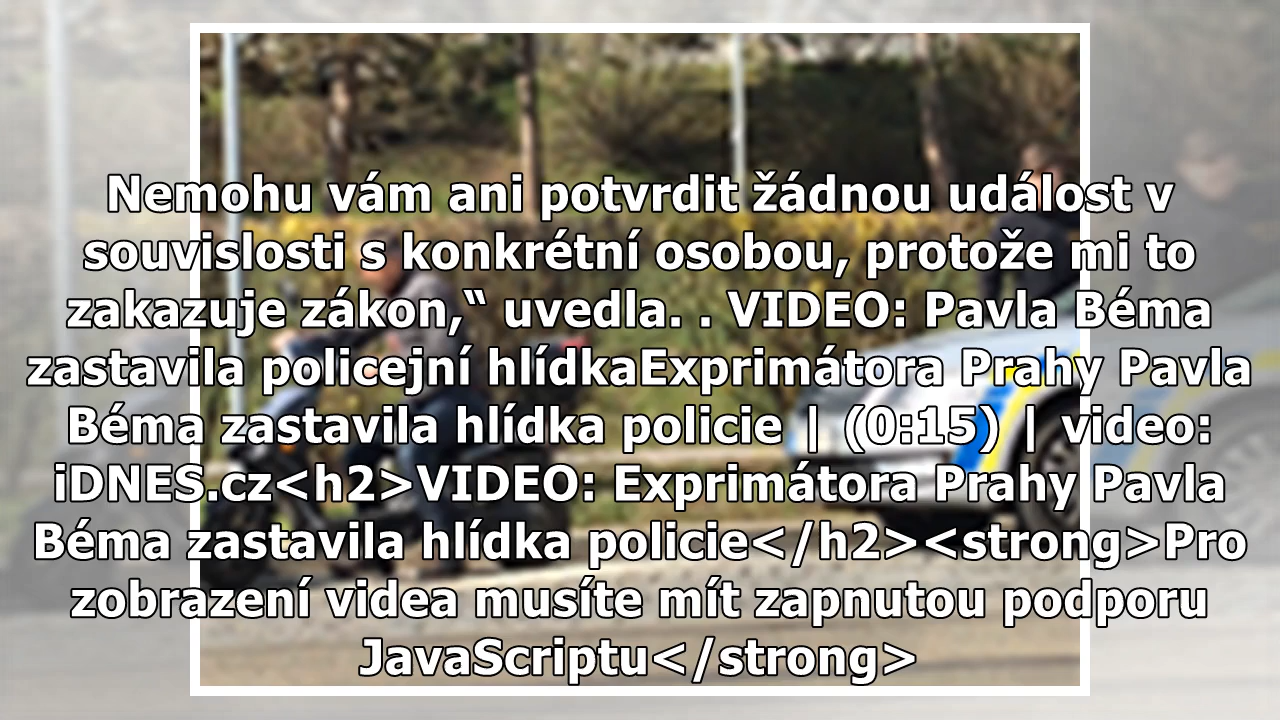 Nemohu vám ani potvrdit žádnou událost v
souvislosti s konkrétní osobou, protože mi to
zakazuje zákon,“ uvedla. . VIDEO: Pavla Béma
zastavila policejní hlídkaExprimátora Prahy Pavla
Béma zastavila hlídka policie | (0:15) | video:
iDNES.cz<h2>VIDEO: Exprimátora Prahy Pavla
Béma zastavila hlídka policie</h2><strong>Pro
zobrazení videa musíte mít zapnutou podporu
JavaScriptu</strong>